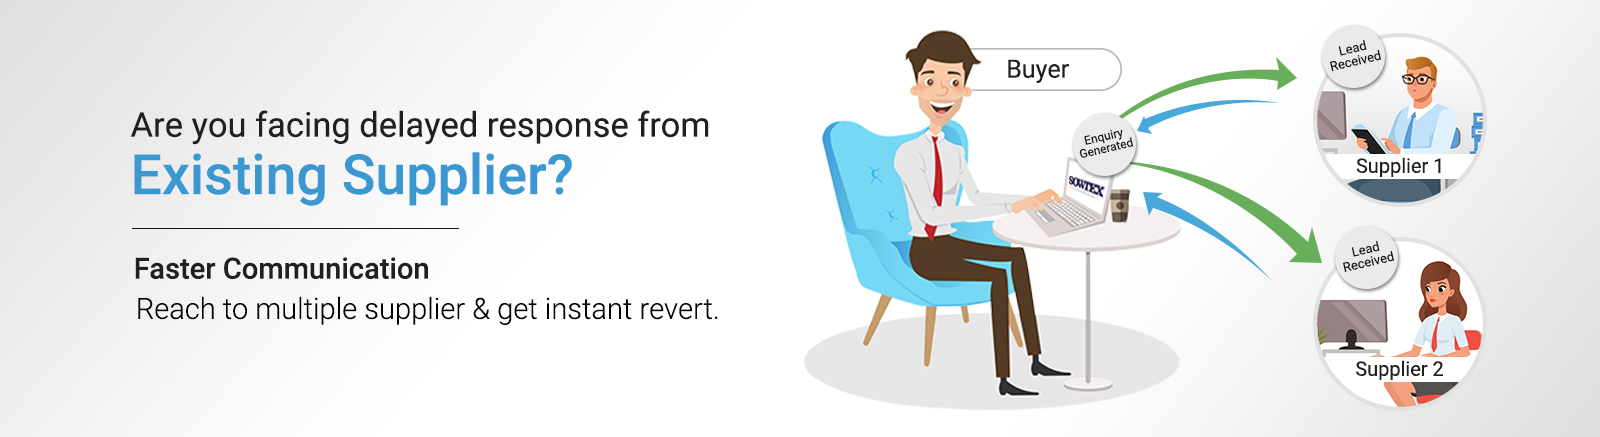 Are you facing delayed response from
Existing Supplier?
Faster Communication
Reach to multiple supplier & get instant revert.
Buyer
Enquiry
Generated
SOWTEX
Lead
Received
Supplier 1
Lead
Received
Supplier 2